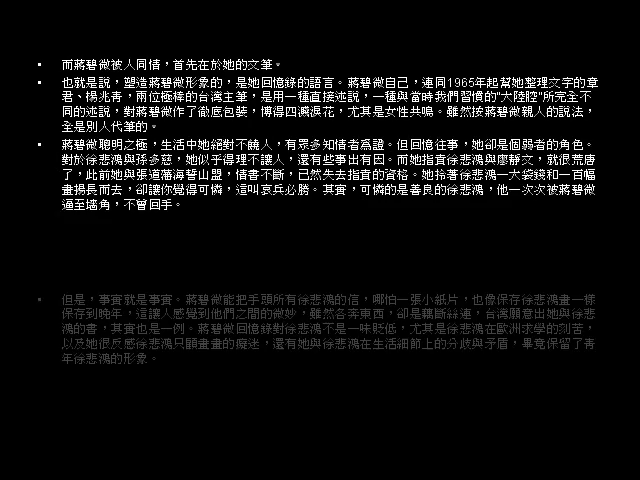 • 而蔣碧微被人同情，首先在於她的文筆。
• 也就是說，塑造蔣碧微形象的，是她回憶錄的語言。蔣碧微自己，連同1965年起幫她整理文字的章
君、楊兆青，兩位極棒的台湾主筆，是用一種直接述說，一種與當時我們習慣的"大陸腔"所完全不
同的述說，對蔣碧微作了徹底包裝，博得四濺淚花，尤其是女性共鳴。雖然按蔣碧微親人的說法，
全是別人代筆的。
• 蔣碧微聰明之極，生活中她絕對不饒人，有眾多知情者為證。但回憶往事，她卻是個弱者的角色。
對於徐悲鴻與孫多慈，她似乎得理不讓人，還有些事出有因。而她指責徐悲鴻與廖靜文，就很荒唐
了，此前她與張道藩海誓山盟，情書不斷，已然失去指責的資格。她拎著徐悲鴻一大袋錢和一百幅
畫揚長而去，卻讓你覺得可憐，這叫哀兵必勝。其實，可憐的是善良的徐悲鴻，他一次次被蔣碧微
逼至墻角，不曾回手。
• 但是，事實就是事實。蔣碧微能把手頭所有徐悲鴻的信，哪怕一張小紙片，也像保存徐悲鴻畫一樣
保存到晚年，這讓人感覺到他們之間的微妙，雖然各奔東西，卻是藕斷絲連，台湾願意出她與徐悲
鴻的書，其實也是一例。蔣碧微回憶錄對徐悲鴻不是一味貶低，尤其是徐悲鴻在歐洲求學的刻苦，
以及她很反感徐悲鴻只顧畫畫的癡迷，還有她與徐悲鴻在生活細節上的分歧與矛盾，畢竟保留了青
年徐悲鴻的形象。